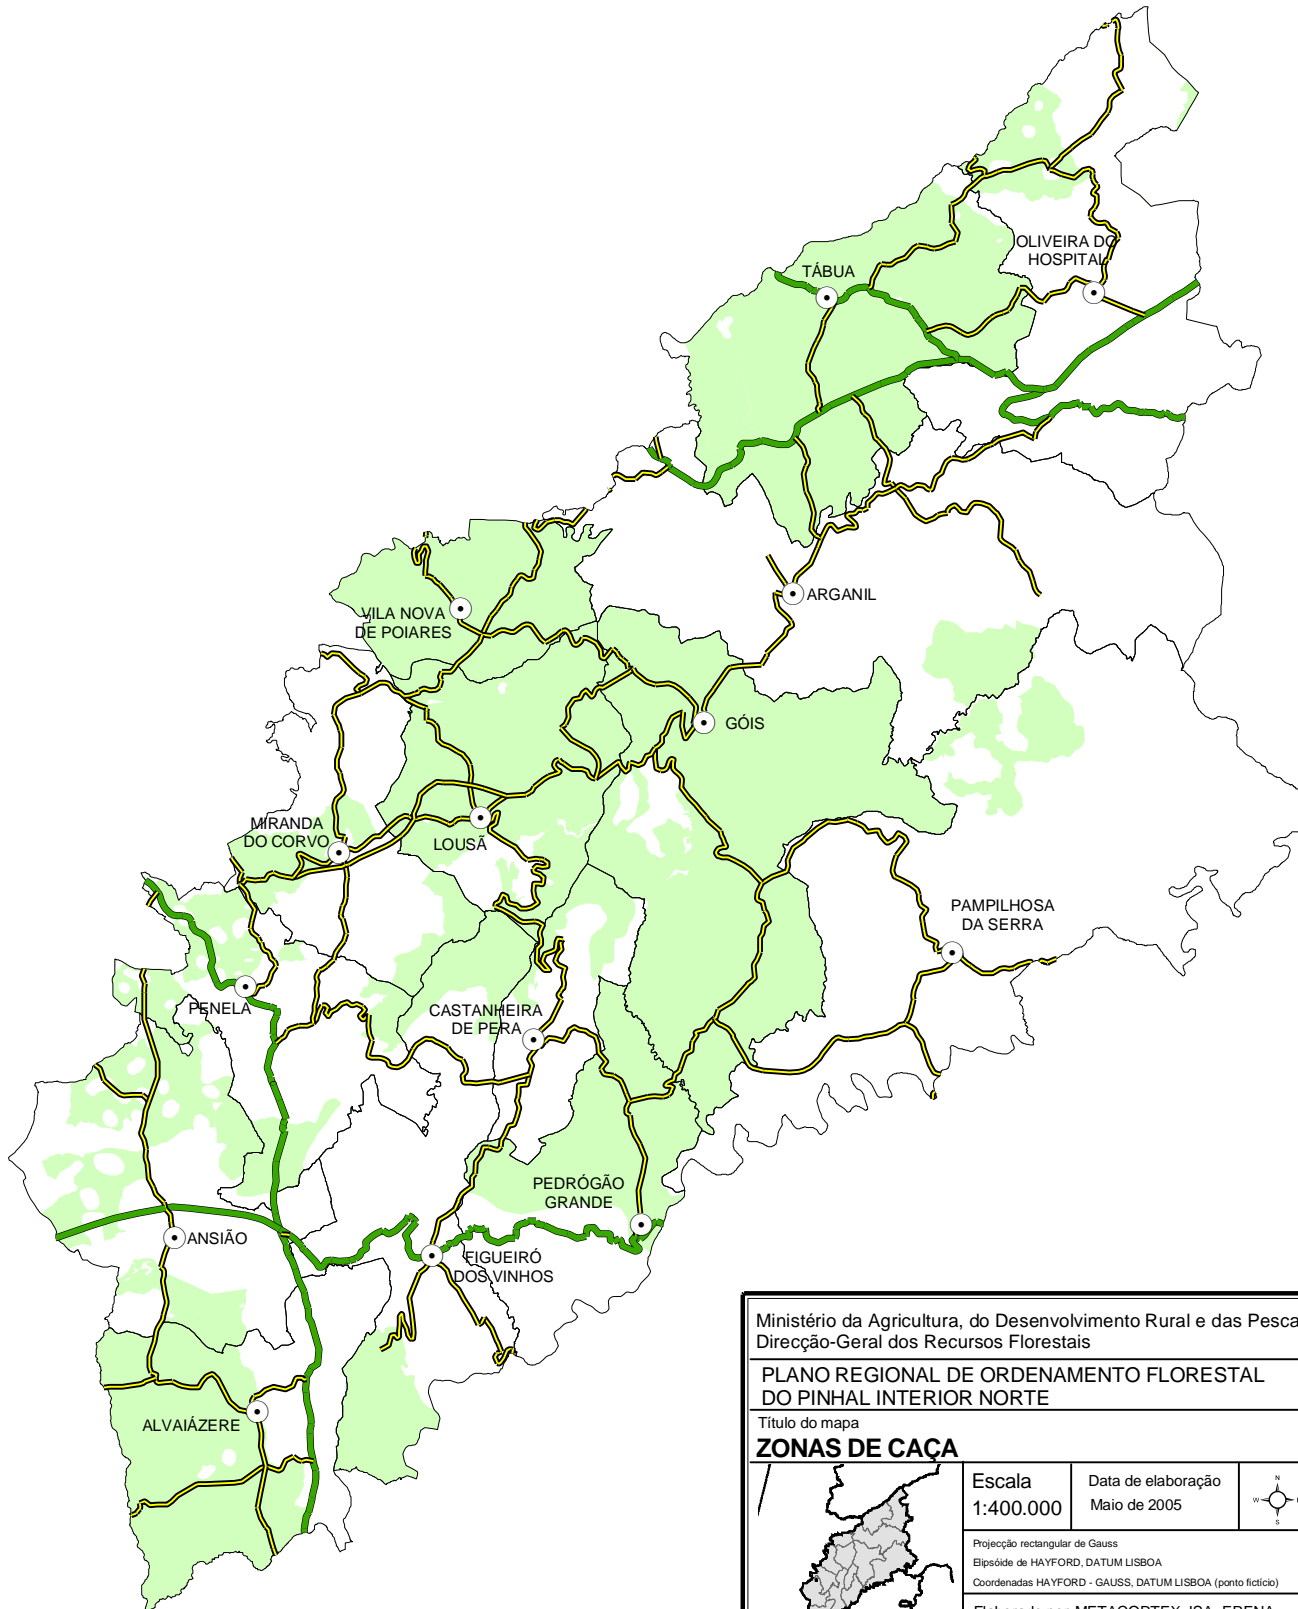 OLIVEIRA DO
HOSPITAL
TÁBUA
ARGANIL
VILA NOVA
DE POIARES
GÓIS
MIRANDA
DO CORVO
LOUSÃ
PAMPILHOSA
DA SERRA
PENELA
CASTANHEIRA
DE PERA
PEDRÓGÃO
GRANDE
ANSIÃO
FIGUEIRÓ
DOS VINHOS
ALVAIÁZERE
Ministério da Agricultura, do Desenvolvimento Rural e das Pesca
Direcção-Geral dos Recursos Florestais
PLANO REGIONAL DE ORDENAMENTO FLORESTAL
DO PINHAL INTERIOR NORTE
Título do mapa
ZONAS DE CAÇA
Escala
1:400.000
Data de elaboração
Maio de 2005
N
W
S
Projecção rectangular de Gauss
Elipsóide de HAYFORD, DATUM LISBOA
Coordenadas HAYFORD - GAUSS, DATUM LISBOA (ponto fictício)